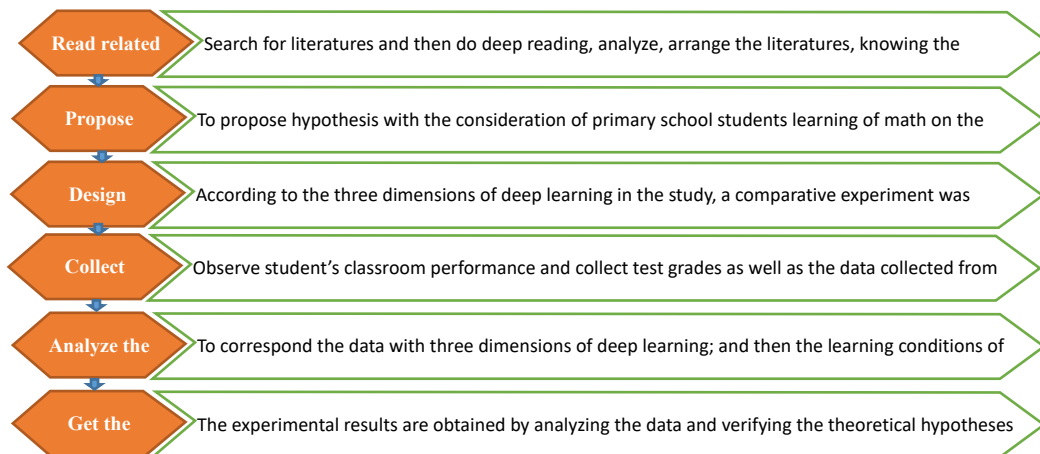 Read related
Search for literatures and then do deep reading, analyze, arrange the literatures, knowing the
Propose
To propose hypothesis with the consideration of primary school students learning of math on the
Design
According to the three dimensions of deep learning in the study, a comparative experiment was
Collect
Observe student’s classroom performance and collect test grades as well as the data collected from
Analyze the
To correspond the data with three dimensions of deep learning; and then the learning conditions of
Get the
The experimental results are obtained by analyzing the data and verifying the theoretical hypotheses